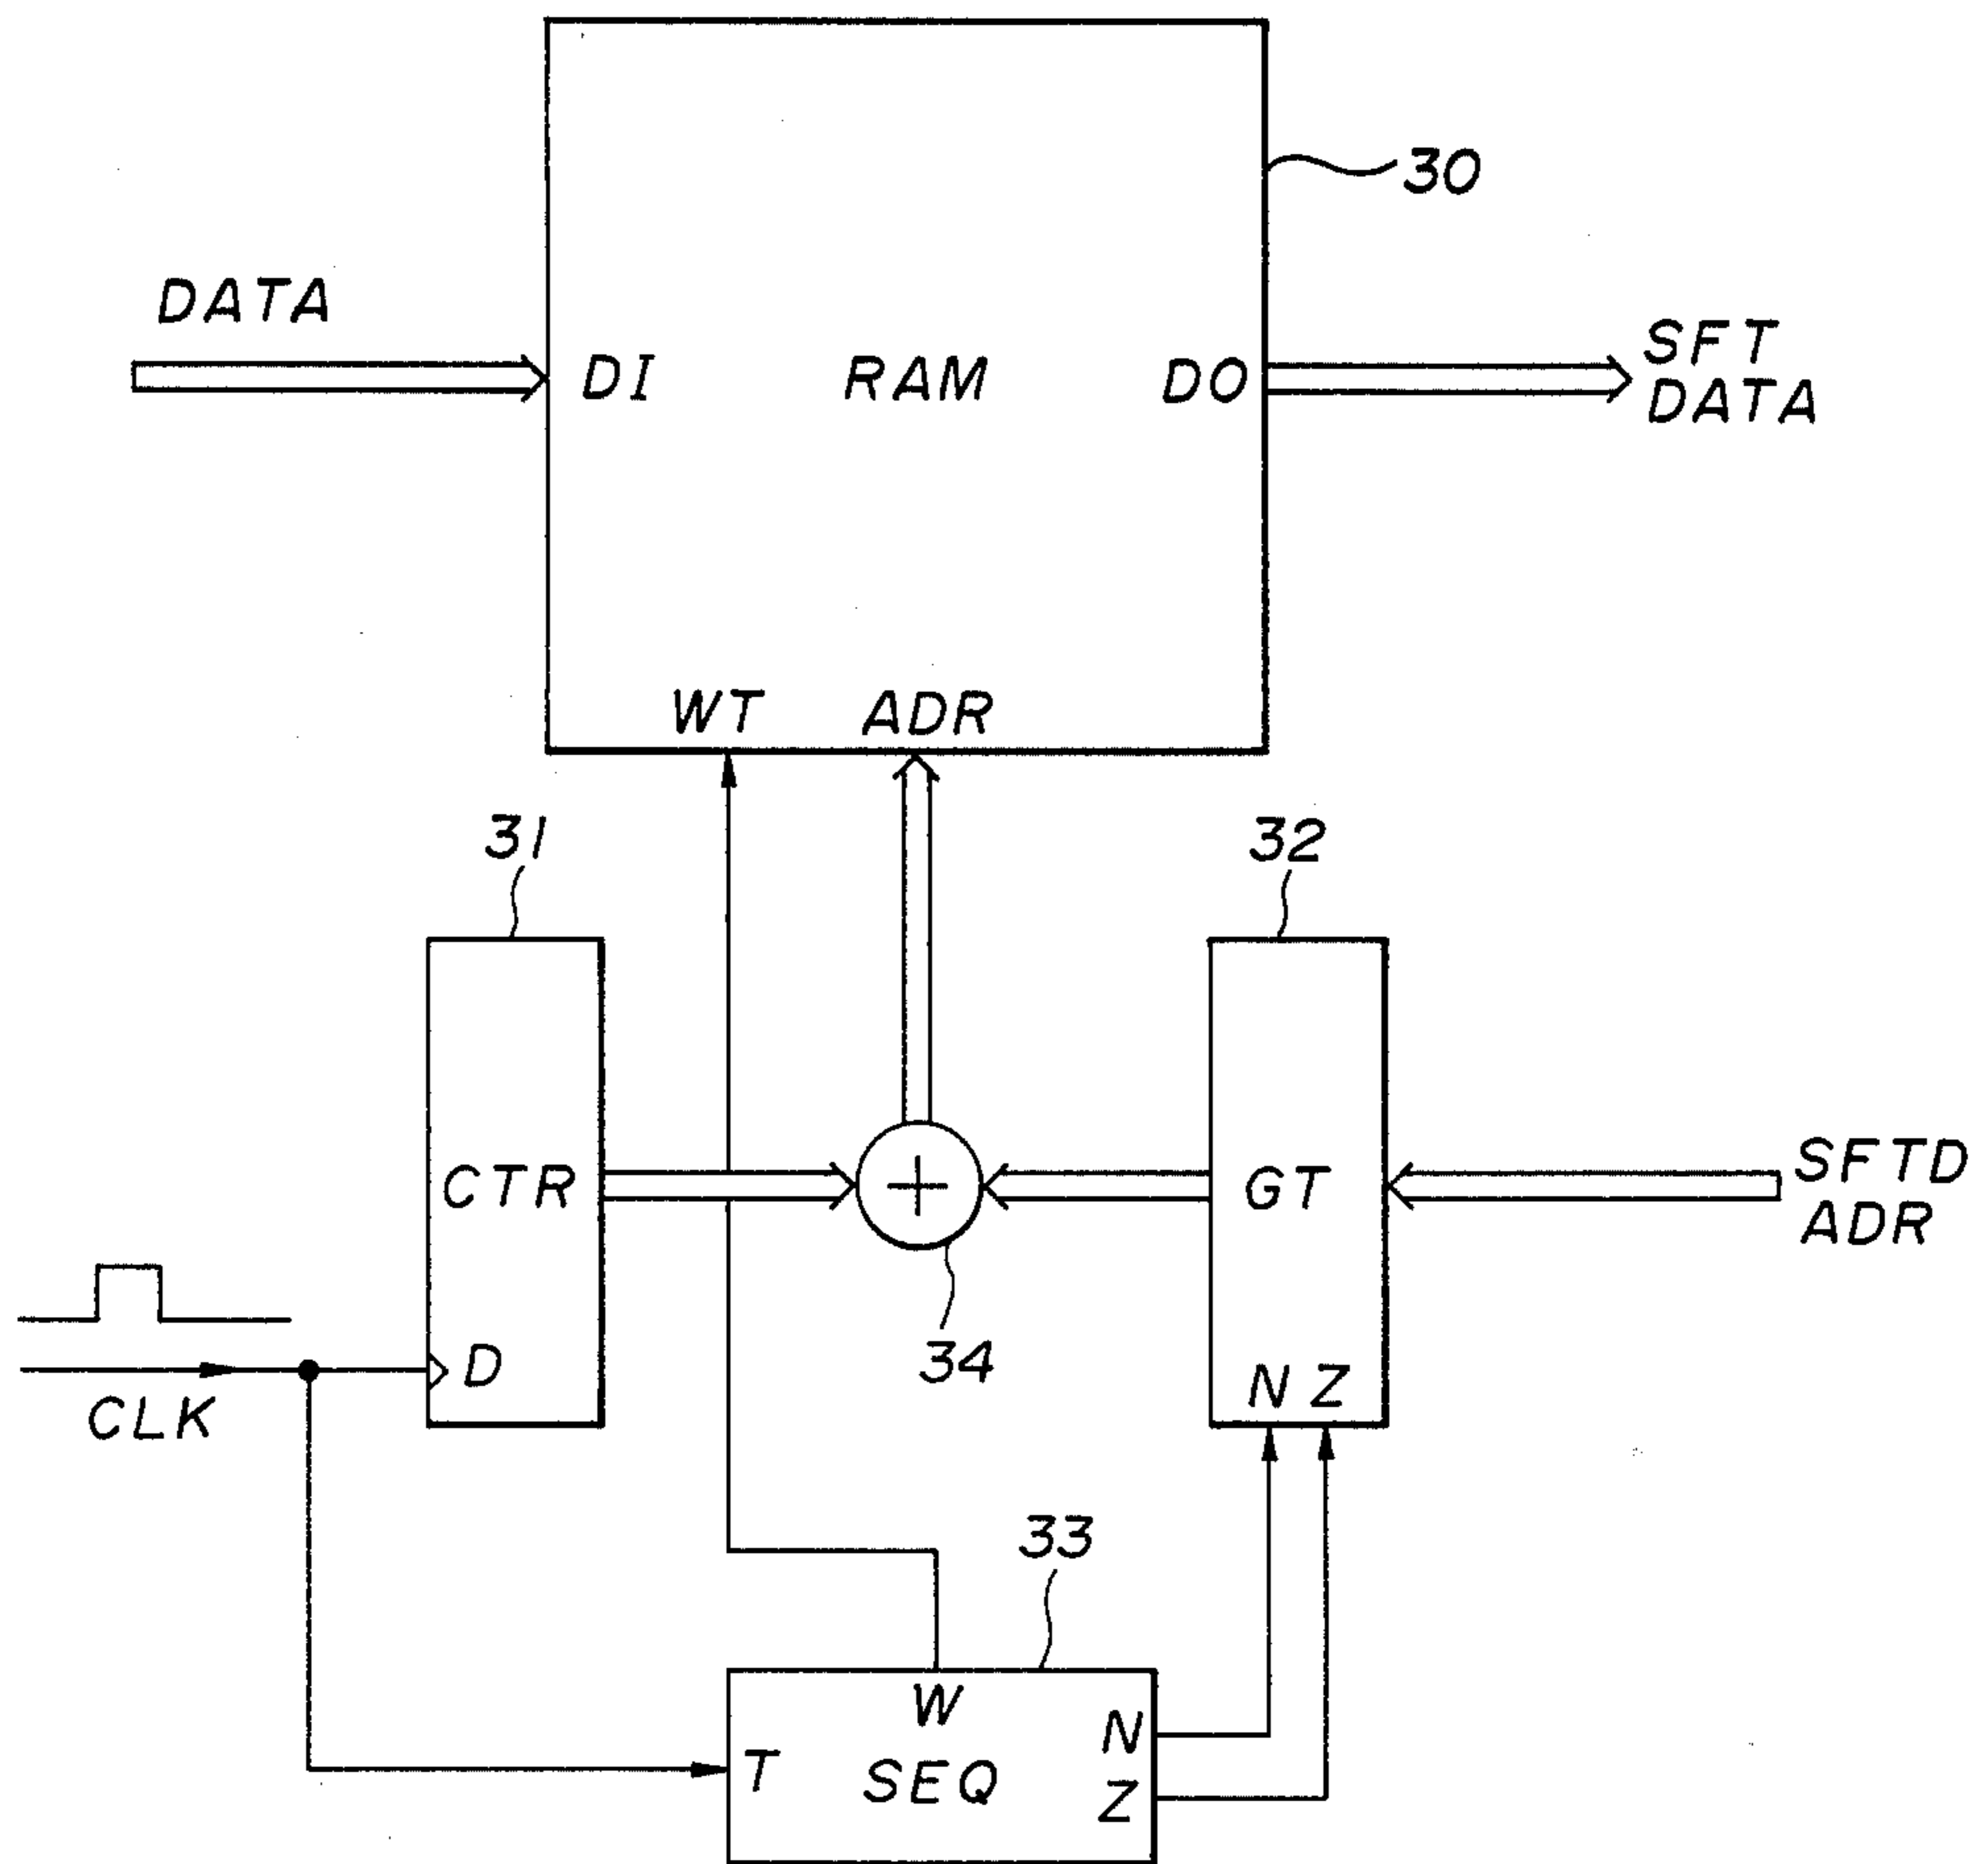 30
DATA
SFT
DATA
DI
RAM
DO
WT
ADR
31
32
CTR
GT
SFTD
ADR
D
CLK
34
N Z
33
W
N
T
SEQ
Z